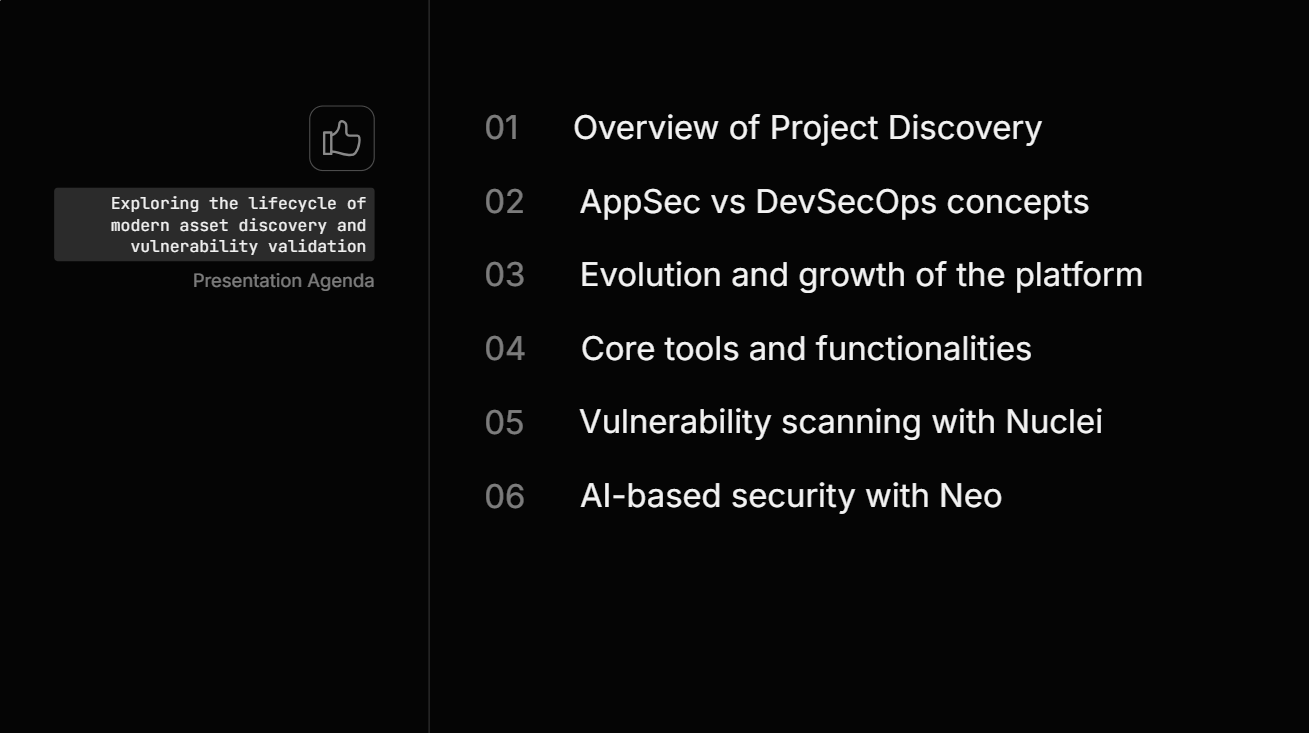 Exploring the lifecycle of
modern asset discovery and
vulnerability validation
Presentation Agenda
01 Overview of Project Discovery
02 AppSec vs DevSecOps concepts
03 Evolution and growth of the platform
04 Core tools and functionalities
05 Vulnerability scanning with Nuclei
06 AI-based security with Neo